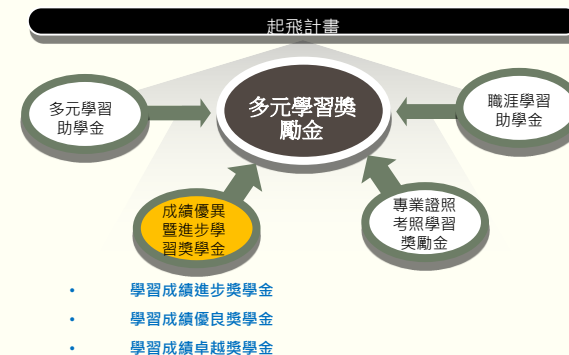 起飛計畫
多元學習
助學金
多元學習獎
勵金
職涯學習
助學金
成績優異
暨進步學
習獎學金
專業證照
考照學習
獎勵金
• 學習成績進步獎學金
• 學習成績優良獎學金
• 學習成績卓越獎學金